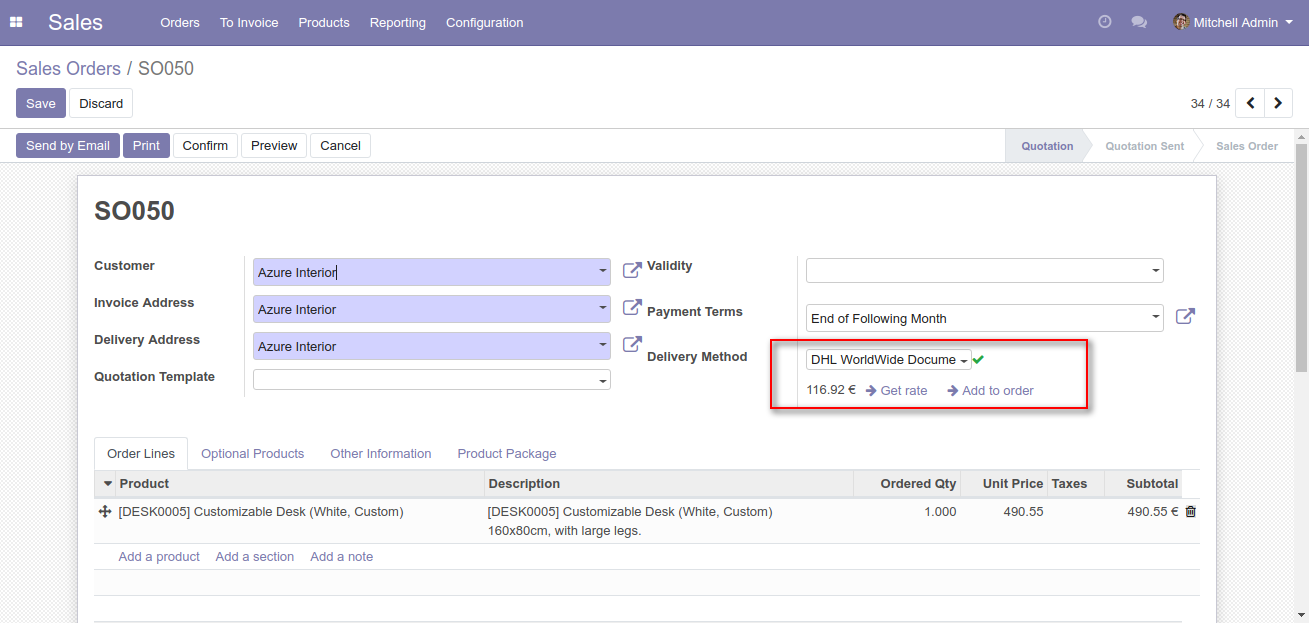 Sales Orders To Invoice Products Reporting Configuration Mitchell Admin
Sales Orders / SO050
Save Discard 34 / 34
Send by Email Print Confirm Preview Cancel Quotation Quotation Sent Sales Order
SO050
Customer Azure Interior Validity
Invoice Address Azure Interior Payment Terms End of Following Month
Delivery Address Azure Interior Delivery Method DHL WorldWide Docume
Quotation Template 116.92 € Get rate Add to order
Order Lines Optional Products Other Information Product Package
Product Description Ordered Qty Unit Price Taxes Subtotal
[DESK0005] Customizable Desk (White, Custom) [DESK0005] Customizable Desk (White, Custom) 1.000 490.55 490.55 €
160x80cm, with large legs.
Add a product Add a section Add a note